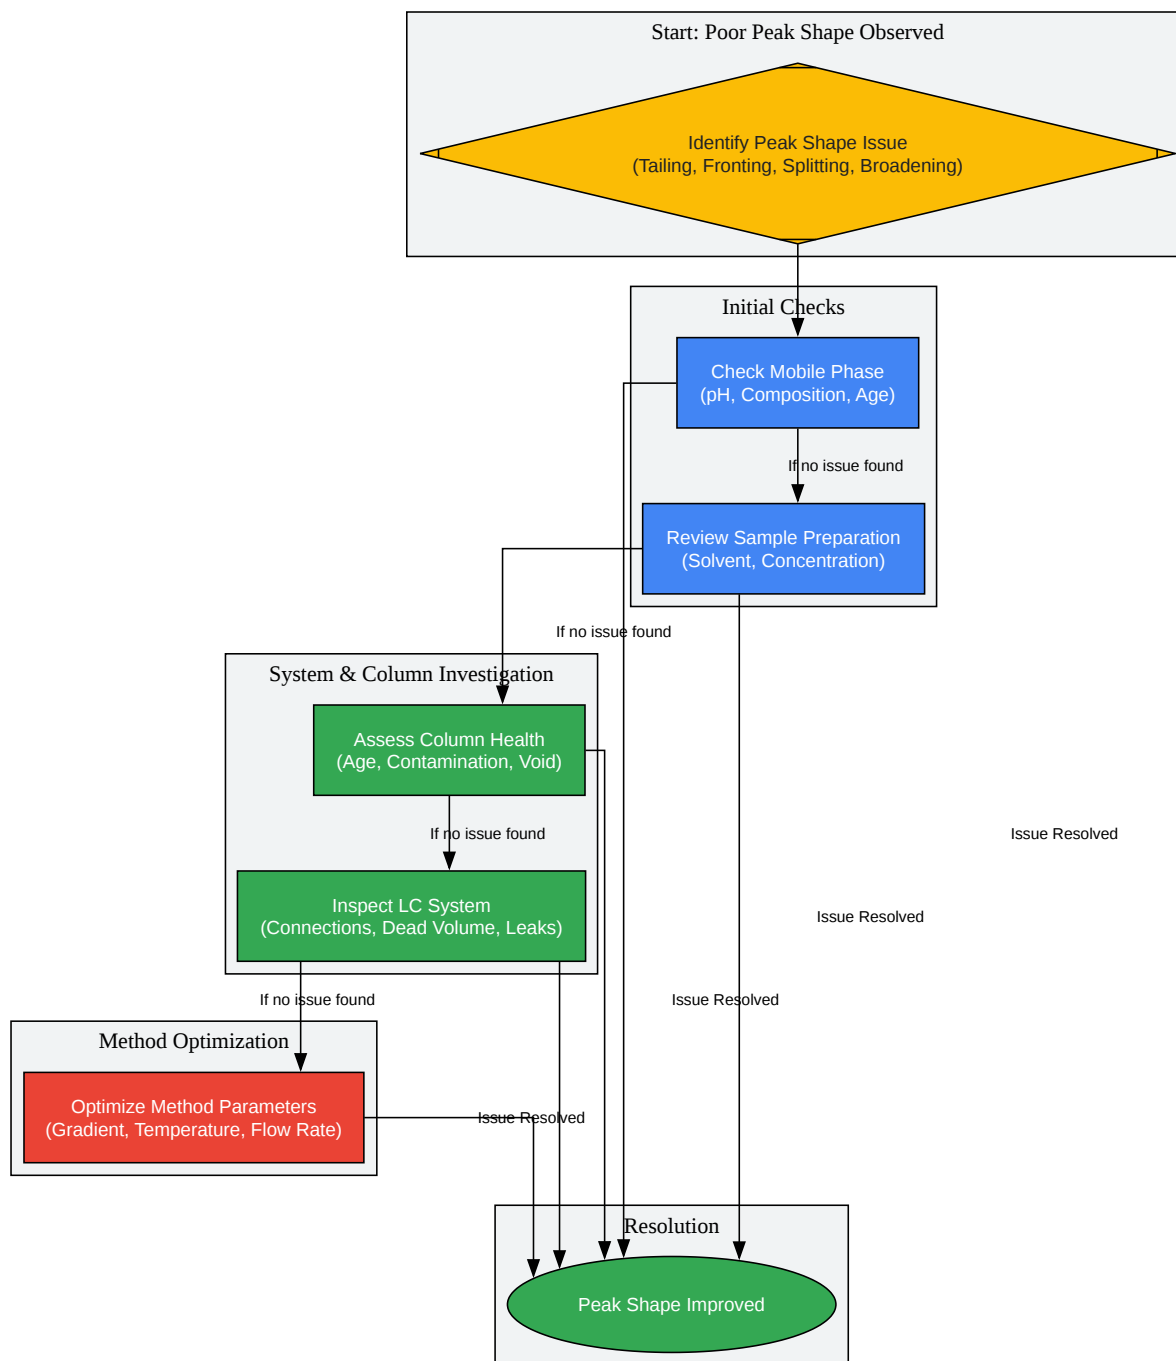 Start: Poor Peak Shape Observed
Identify Peak Shape Issue
(Tailing, Fronting, Splitting, Broadening)
Initial Checks
Check Mobile Phase
(pH, Composition, Age)
If no issue found
Review Sample Preparation
(Solvent, Concentration)
If no issue found
System & Column Investigation
Assess Column Health
(Age, Contamination, Void)
If no issue found
Issue Resolved
Inspect LC System
(Connections, Dead Volume, Leaks)
Issue Resolved
If no issue found
Issue Resolved
Method Optimization
Optimize Method Parameters
(Gradient, Temperature, Flow Rate)
Issue Resolved
Resolution
Peak Shape Improved